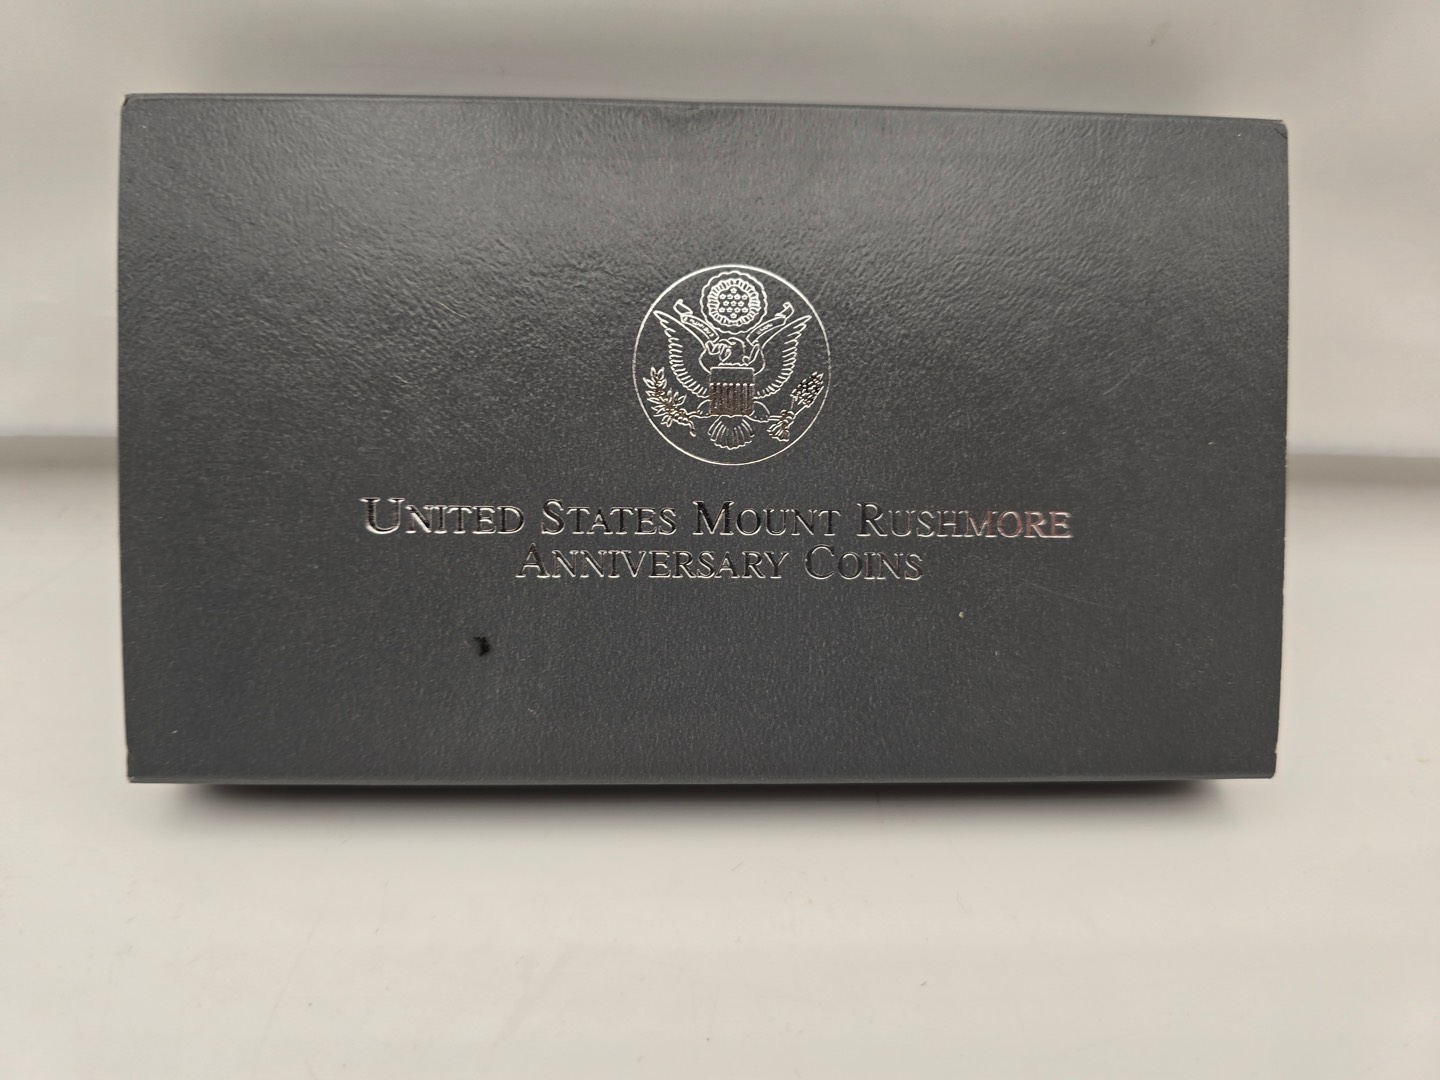 United States Mount Rushmore
Anniversary Coins